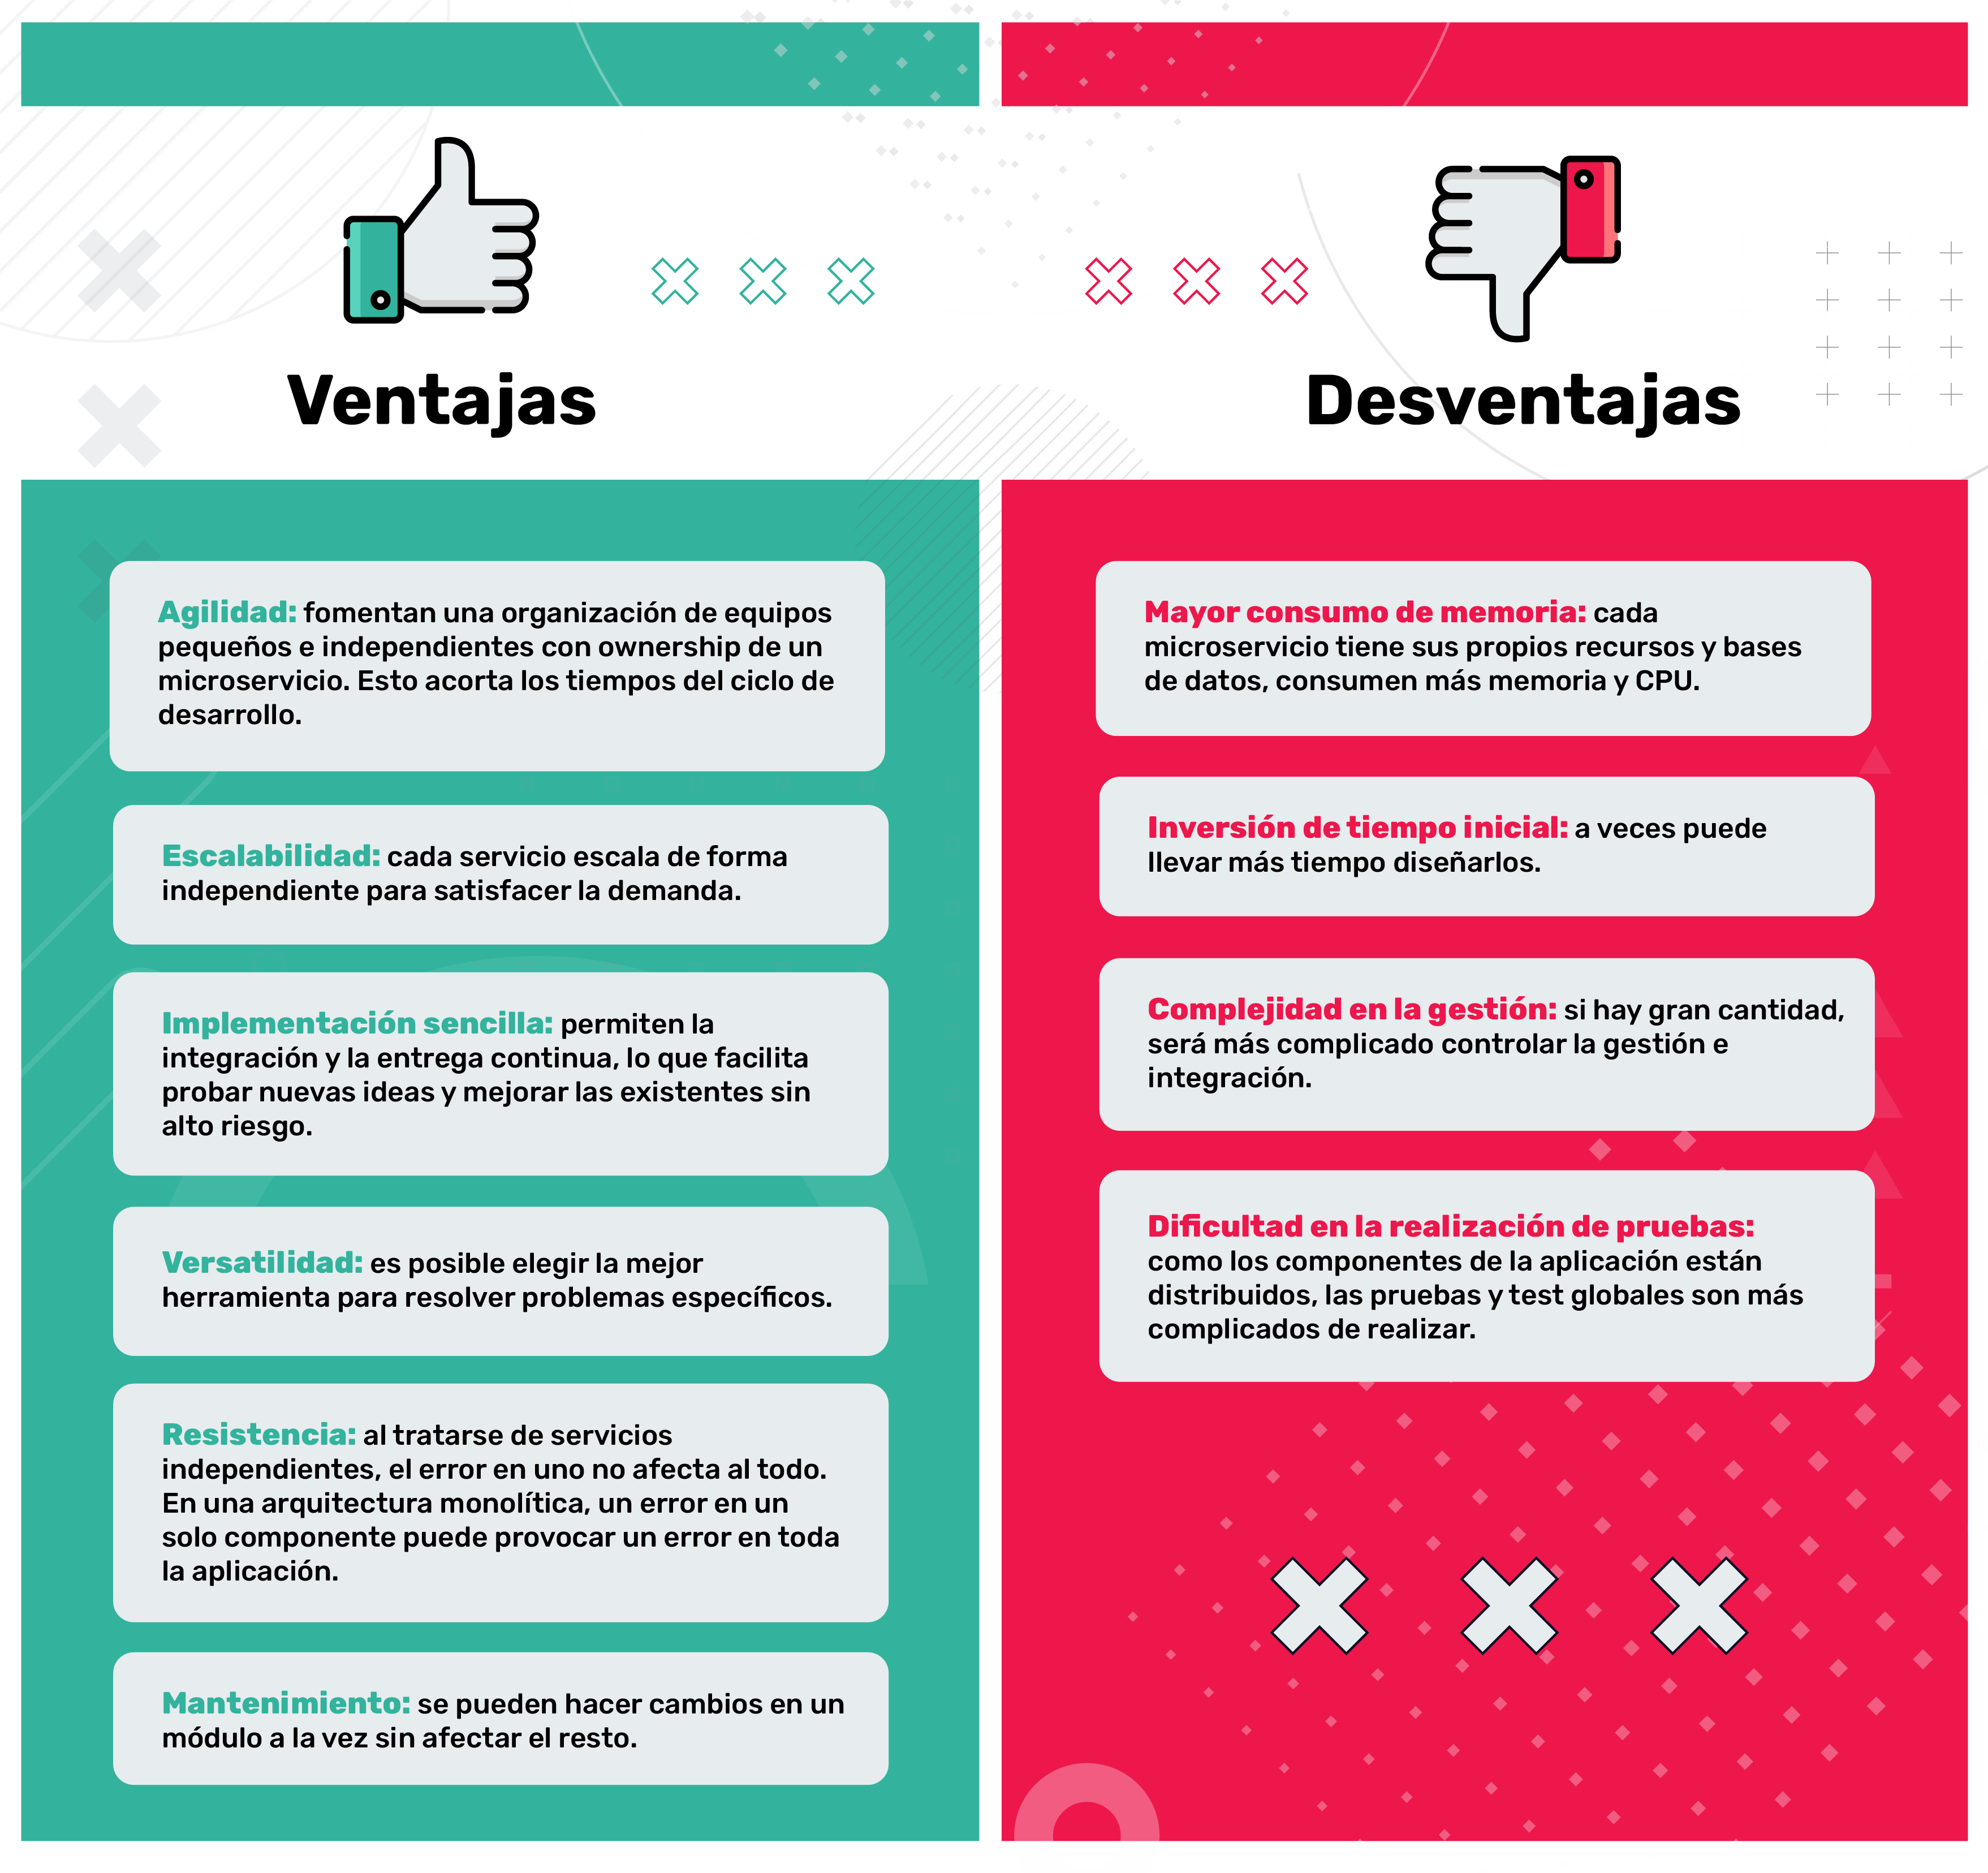 Ventajas
Agilidad: fomentan una organización de equipos
pequeños e independientes con ownership de un
microservicio. Esto acorta los tiempos del ciclo de
desarrollo.
Escalabilidad: cada servicio escala de forma
independiente para satisfacer la demanda.
Implementación sencilla: permiten la
integración y la entrega continua, lo que facilita
probar nuevas ideas y mejorar las existentes sin
alto riesgo.
Versatilidad: es posible elegir la mejor
herramienta para resolver problemas específicos.
Resistencia: al tratarse de servicios
independientes, el error en uno no afecta al todo.
En una arquitectura monolítica, un error en un
solo componente puede provocar un error en toda
la aplicación.
Mantenimiento: se pueden hacer cambios en un
módulo a la vez sin afectar el resto.
Desventajas
Mayor consumo de memoria: cada
microservicio tiene sus propios recursos y bases
de datos, consumen más memoria y CPU.
Inversión de tiempo inicial: a veces puede
llevar más tiempo diseñarlos.
Complejidad en la gestión: si hay gran cantidad,
será más complicado controlar la gestión e
integración.
Dificultad en la realización de pruebas:
como los componentes de la aplicación están
distribuidos, las pruebas y test globales son más
complicados de realizar.